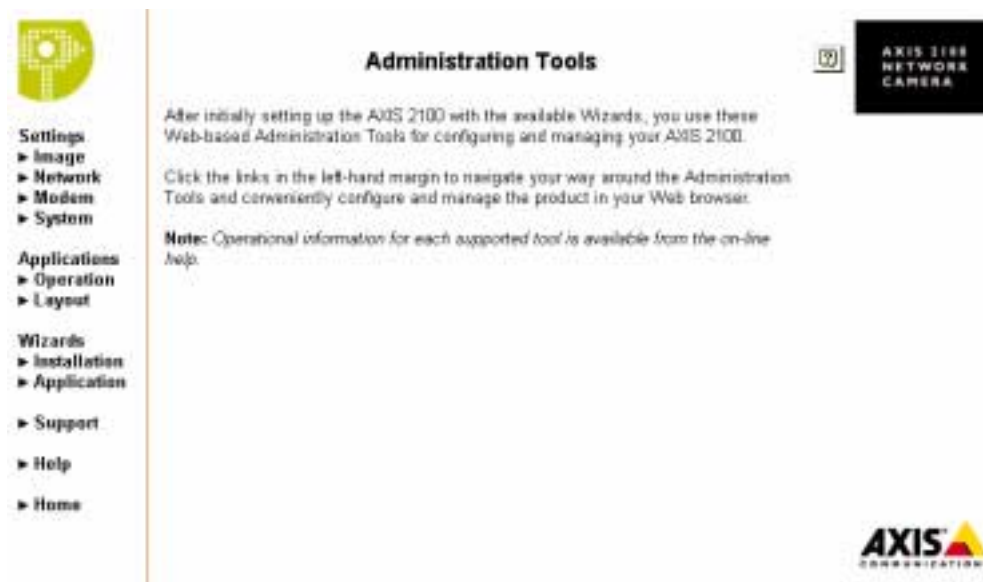 Administration Tools
AXIS 2100
NETWORK
CAMERA
After initially setting up the AXIS 2100 with the available Wizards, you use these
Web-based Administration Tools for configuring and managing your AXIS 2100.
Click the links in the left-hand margin to navigate your way around the Administration
Tools and conveniently configure and manage the product in your Web browser.
Note: Operational information for each supported tool is available from the on-line
help.
Settings
► Image
► Network
► Modem
► System
Applications
► Operation
► Layout
Wizards
► Installation
► Application
► Support
► Help
► Home
AXIS
COMMUNICATIONS